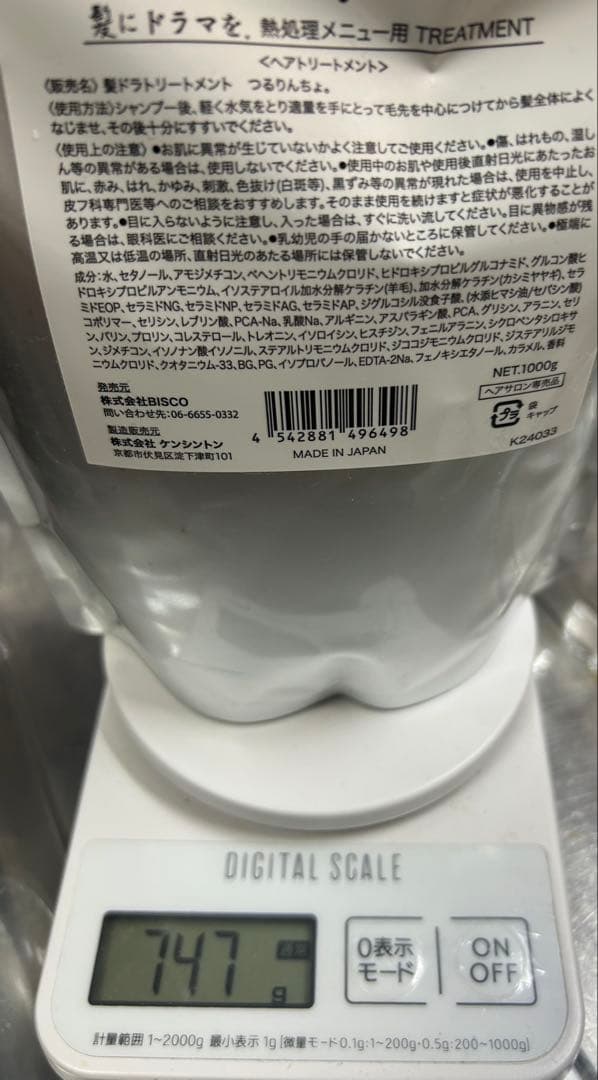 髪にドラマを。熱処理メニュー用 TREATMENT
<ヘアトリートメント>
〈販売名〉髪ドラトリートメント つるりんちょ。
〈使用方法〉シャンプー後、軽く水気をとり適量を手にとって毛先を中心につけてから髪全体によく
なじませ、その後十分にすすいでください。
〈使用上の注意〉●お肌に異常が生じていないかよく注意してご使用ください。●傷、はれもの、湿し
ん等の異常がある場合は、使用しないでください。●使用中のお肌や使用後直射日光にあたったお
肌に、赤み、はれ、かゆみ、刺激、色抜け(白斑等)、黒ずみ等の異常が現れた場合は、使用を中止し、
皮フ科専門医等へのご相談をおすすめします。そのまま使用を続けますと症状が悪化することが
あります。●目に入らないように注意し、入った場合は、すぐに洗い流してください。目に異物感が残
る場合は、眼科医にご相談ください。●乳幼児の手の届かないところに保管してください。●極端に
高温又は低温の場所、直射日光のあたる場所には保管しないでください。
成分:水、セタノール、アモジメチコン、ベヘントリモニウムクロリド、ヒドロキシプロピルグルコナミド、グルコン酸ヒ
ドロキシプロピルアンモニウム、イソステアロイル加水分解ケラチン(羊毛)、加水分解ケラチン(カシミヤヤギ)、セラ
ミドEOP、セラミドNG、セラミドNP、セラミドAG、セラミドAP、ジグルコシル没食子酸、(水添ヒマシ油/セバシン酸)
コポリマー、セリシン、レブリン酸、PCA-Na、乳酸Na、アルギニン、アスパラギン酸、PCA、グリシン、アラニン、セリ
ン、バリン、プロリン、コレステロール、トレオニン、イソロイシン、ヒスチジン、フェニルアラニン、シクロペンタシロキサ
ン、ジメチコン、イソノナン酸イソノニル、ステアルトリモニウムクロリド、ジココジモニウムクロリド、ジステアリルジモ
ニウムクロリド、クオタニウム-33、BG、PG、イソプロパノール、EDTA-2Na、フェノキシエタノール、カラメル、香料
NET.1000g
ヘアサロン専売品
発売元
株式会社BISCO
問い合わせ先:06-6655-0332
製造販売元
株式会社 ケンシントン
京都市伏見区淀下津町101
4 542881 496498
MADE IN JAPAN
プラ
袋
キャップ
K24033
DIGITAL SCALE
747
g
0表示
モード
ON
OFF
計量範囲 1~2000g 最小表示 1g [微量モード0.1g:1~200g・0.5g:200~1000g]